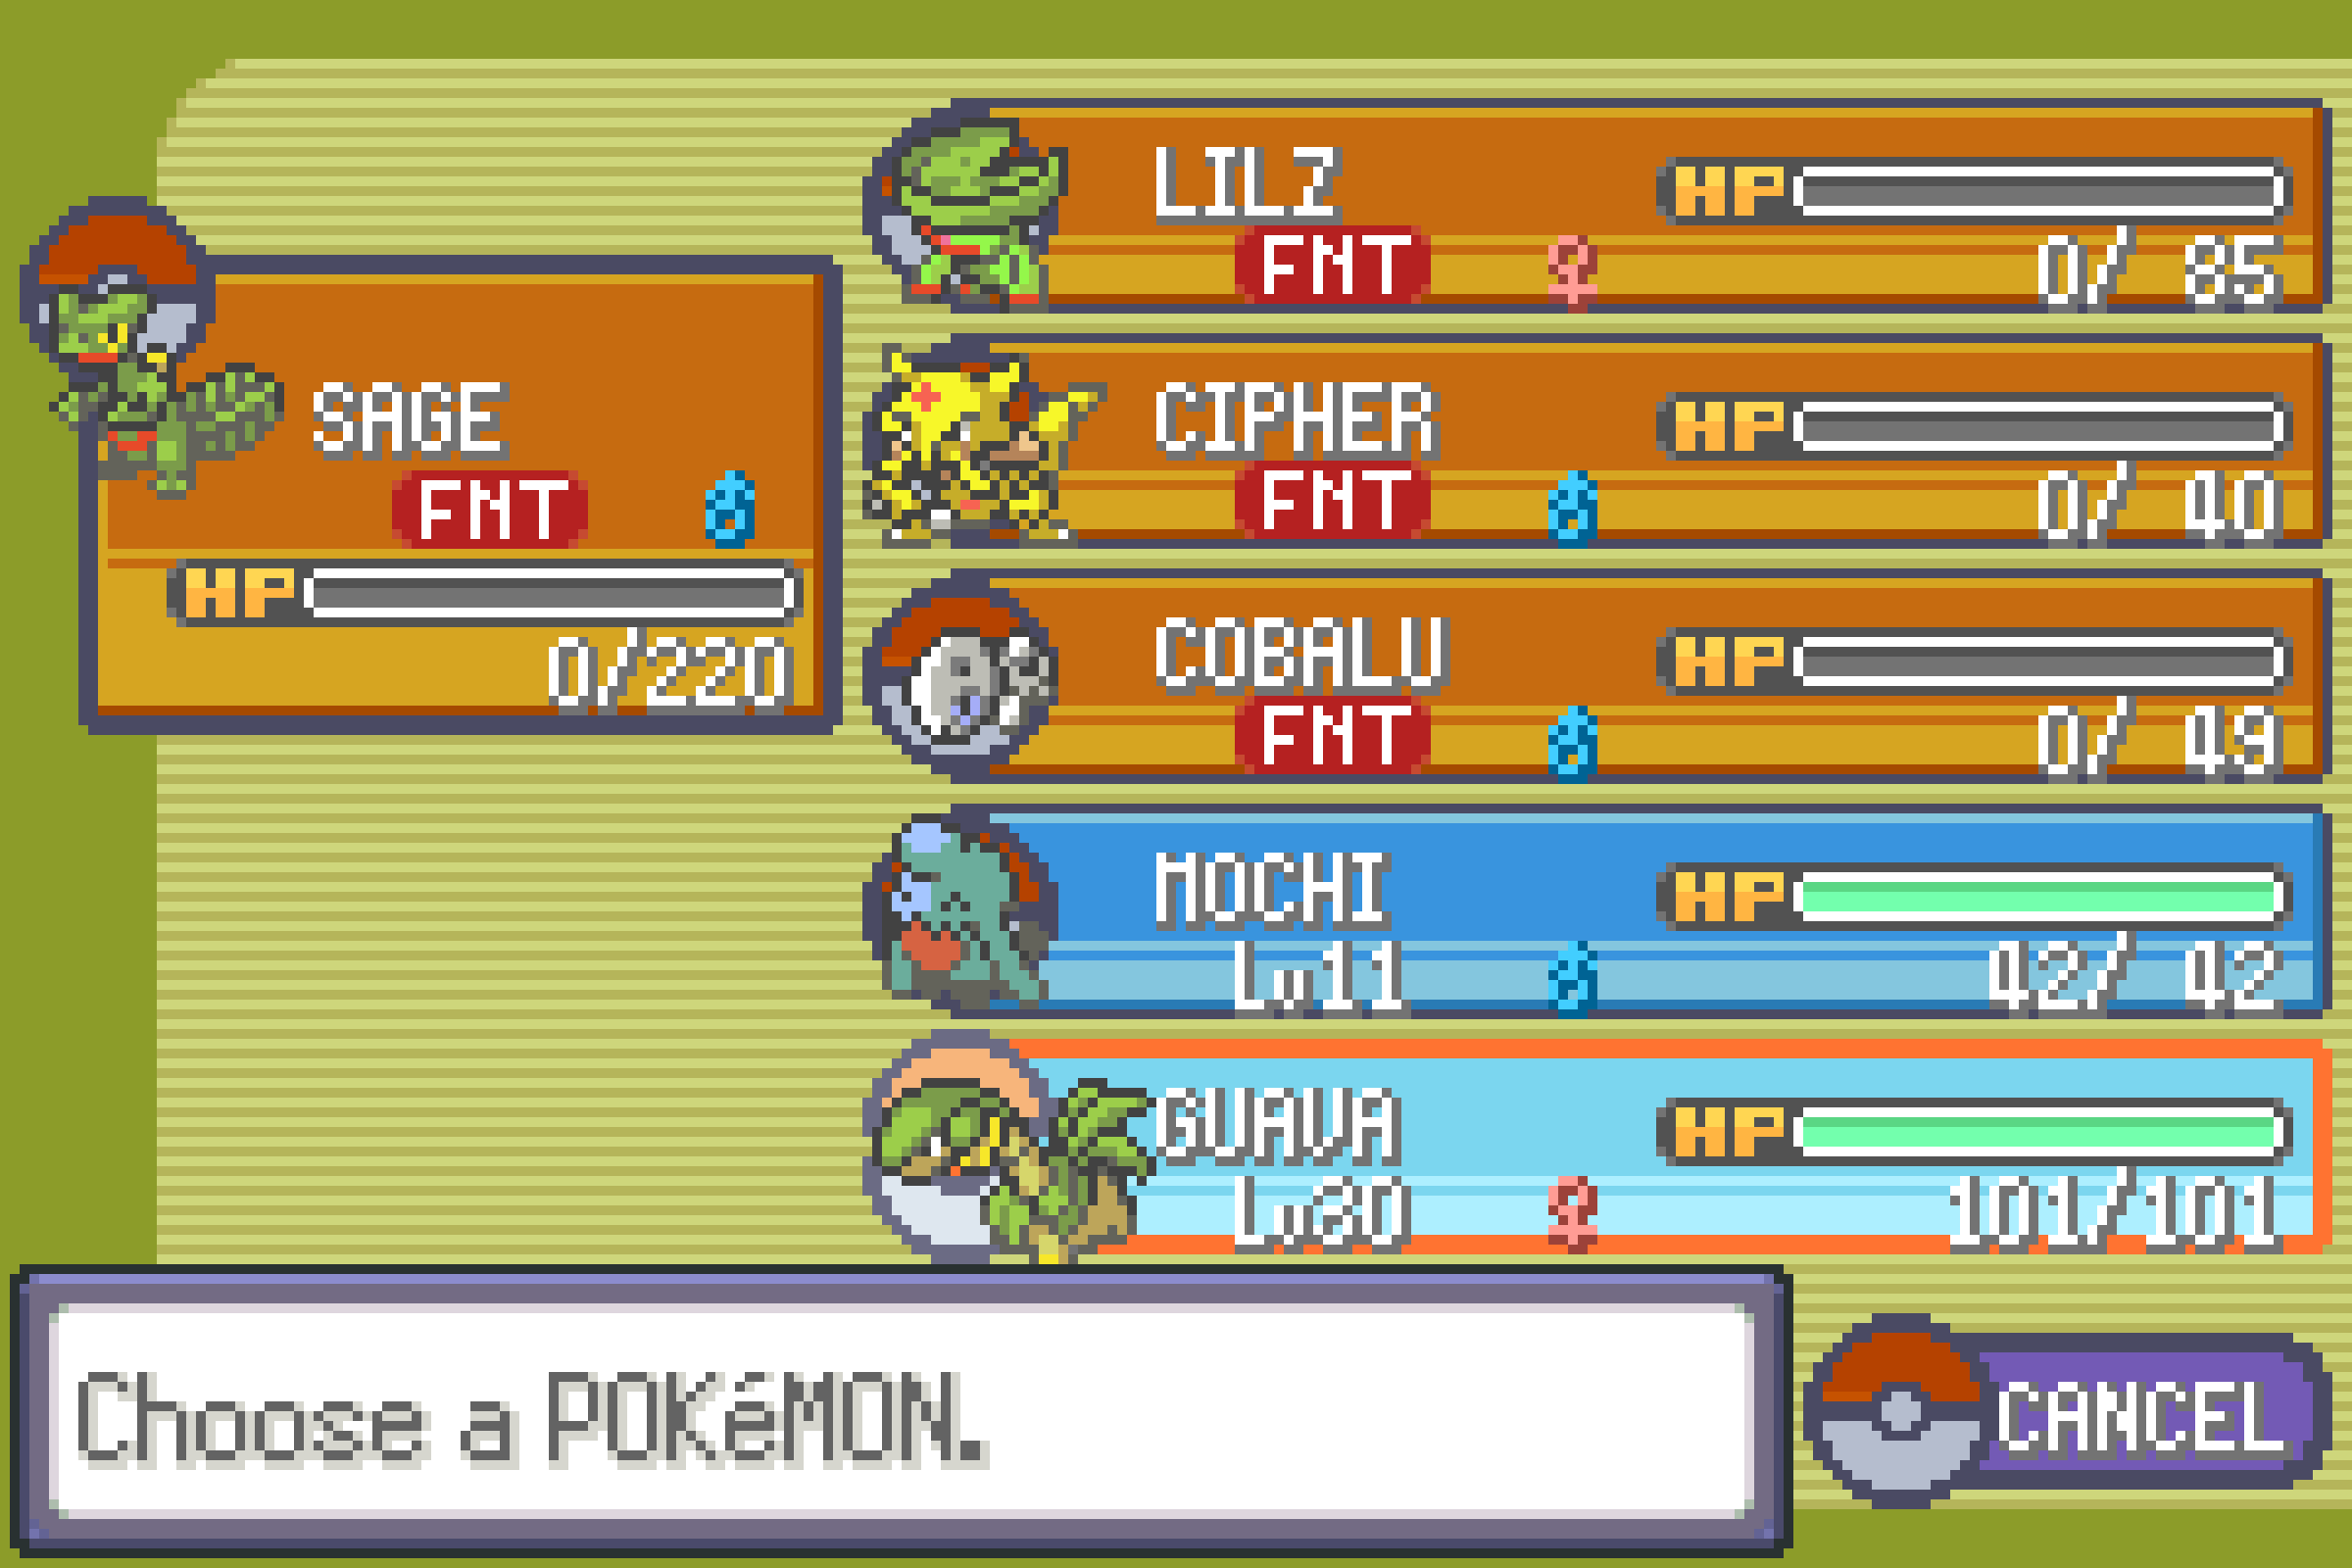 SAGE
FNT ♂
HP
0/220
LILZ
HP
FNT ♀
0/ 85
CIPHER
HP
FNT ♂
0/ 40
COBALU
HP
FNT ♂
0/ 49
MOCHI
HP
Lv11 ♂
42/ 42
GUAVA
HP
Lv30 ♀
101/101
Choose a POKéMON.
CANCEL